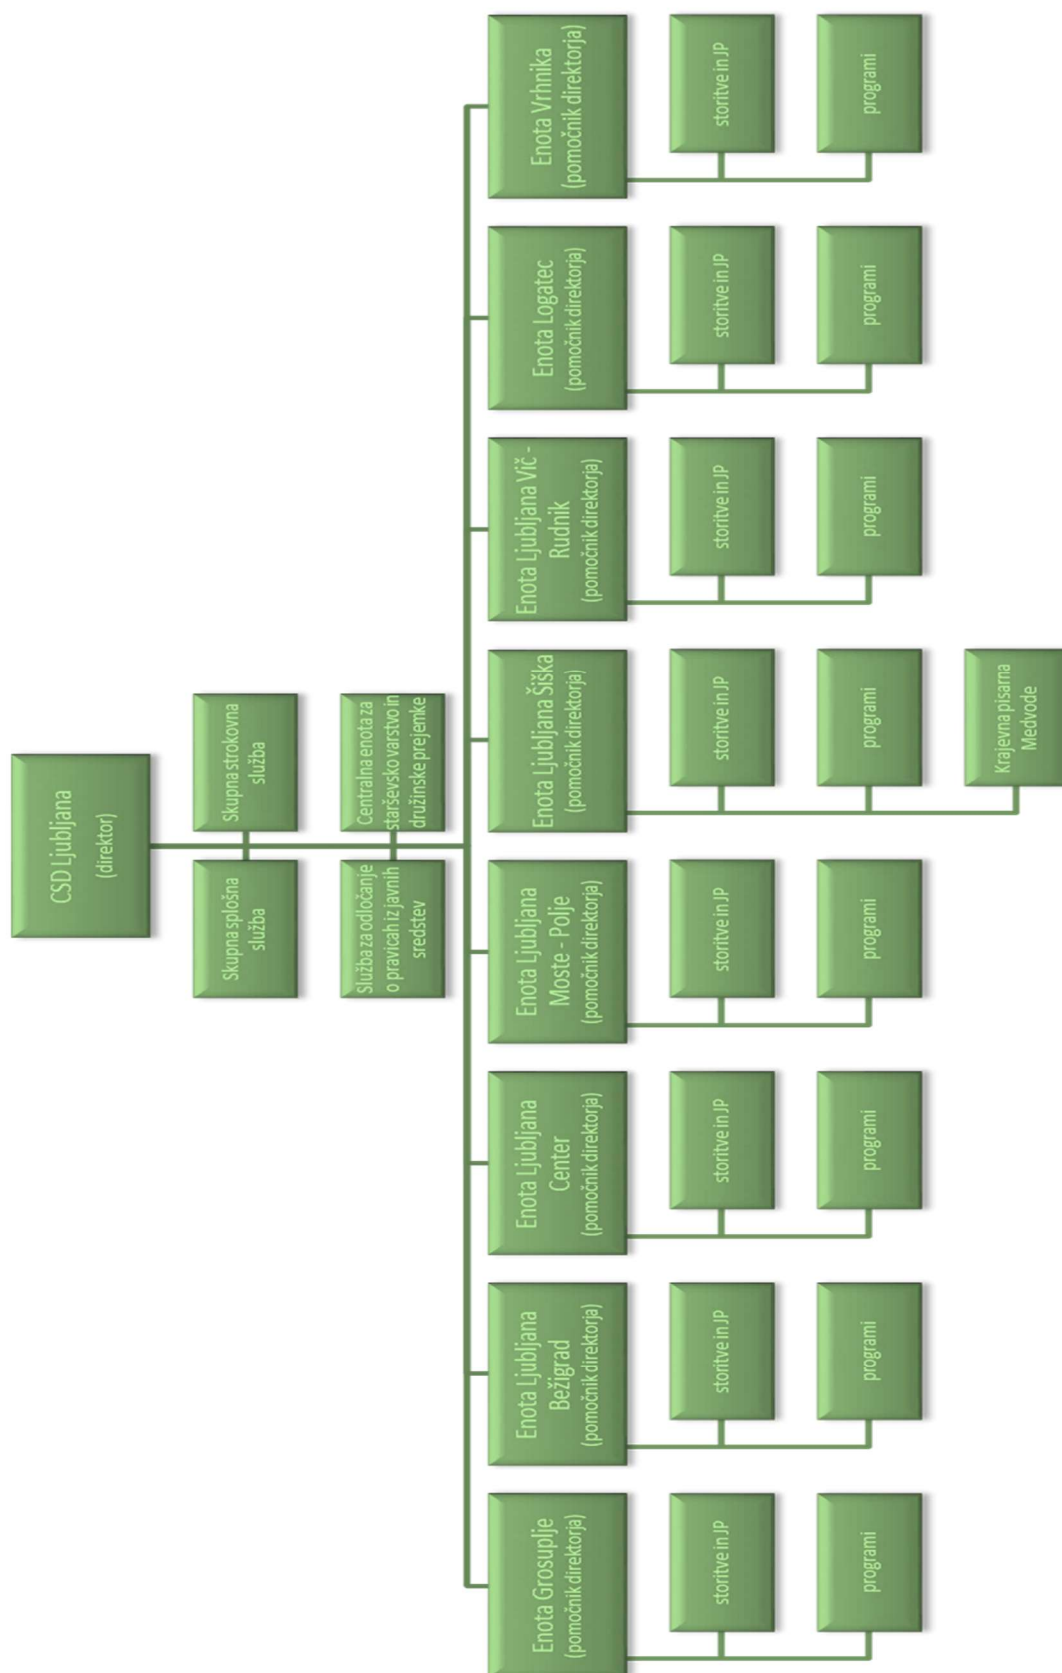 CSD Ljubljana
(direktor)
Skupna splošna
služba
Skupna strokovna
služba
Služba za odločanje
o pravicah iz javnih
sredstev
Centralna enota za
starševsko varstvo in
družinske prejemke
Enota Grosuplje
(pomočnik direktorja)
storitve in JP
programi
Enota Ljubljana
Bežigrad
(pomočnik direktorja)
storitve in JP
programi
Enota Ljubljana
Center
(pomočnik direktorja)
storitve in JP
programi
Enota Ljubljana
Moste - Polje
(pomočnik direktorja)
storitve in JP
programi
Enota Ljubljana Šiška
(pomočnik direktorja)
storitve in JP
programi
Krajevna pisarna
Medvode
Enota Ljubljana Vič -
Rudnik
(pomočnik direktorja)
storitve in JP
programi
Enota Logatec
(pomočnik direktorja)
storitve in JP
programi
Enota Vrhnika
(pomočnik direktorja)
storitve in JP
programi